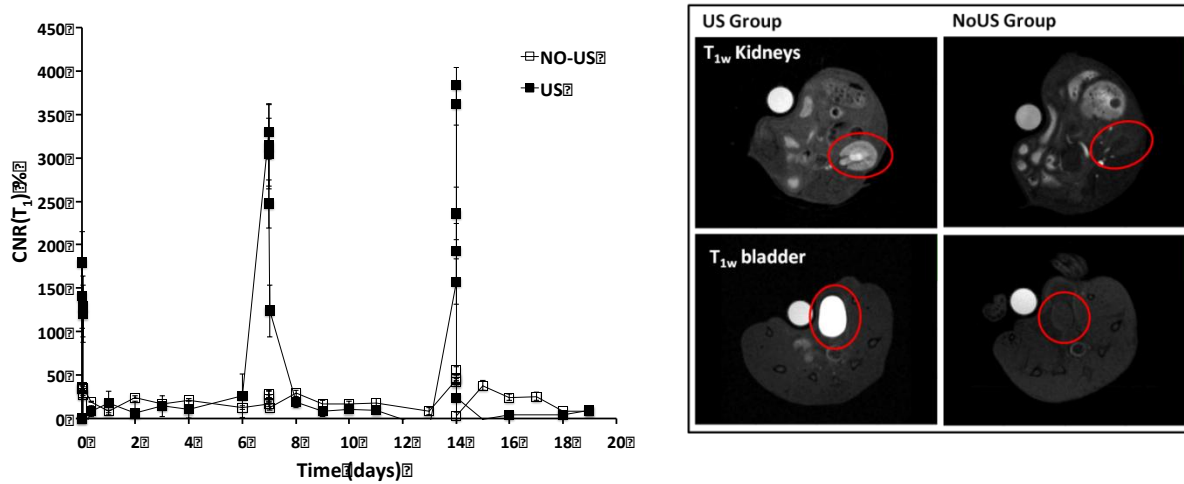 450⍰
400⍰
350⍰
300⍰
250⍰
200⍰
150⍰
100⍰
50⍰
0⍰
CNR(T1)⍰%⍰
0⍰ 2⍰ 4⍰ 6⍰ 8⍰ 10⍰ 12⍰ 14⍰ 16⍰ 18⍰ 20⍰
Time⍰(days)⍰
NO-US⍰
US⍰
US Group
NoUS Group
T1w Kidneys
T1w bladder